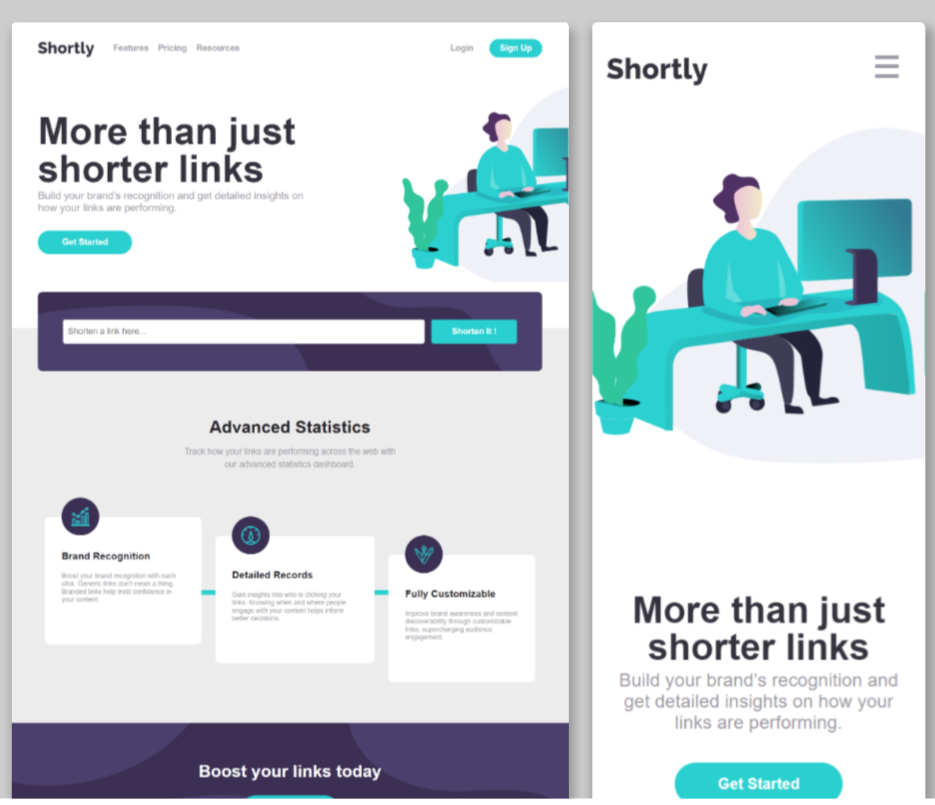 Shortly
Features Pricing Resources
Login
Sign Up
More than just
shorter links
Build your brand's recognition and get detailed insights on
how your links are performing.
Get Started
Shorten a link here...
Shorten It !
Advanced Statistics
Track how your links are performing across the web with
our advanced statistics dashboard.
Brand Recognition
Boost your brand recognition with each
click. Generic links don't mean a thing.
Branded links help instil confidence in
your content.
Detailed Records
Gain insights into who is clicking your
links. Knowing when and where people
engage with your content helps inform
better decisions.
Fully Customizable
Improve brand awareness and content
discoverability through customizable
links, supercharging audience
engagement.
Boost your links today
Shortly
More than just
shorter links
Build your brand's recognition and
get detailed insights on how your
links are performing.
Get Started